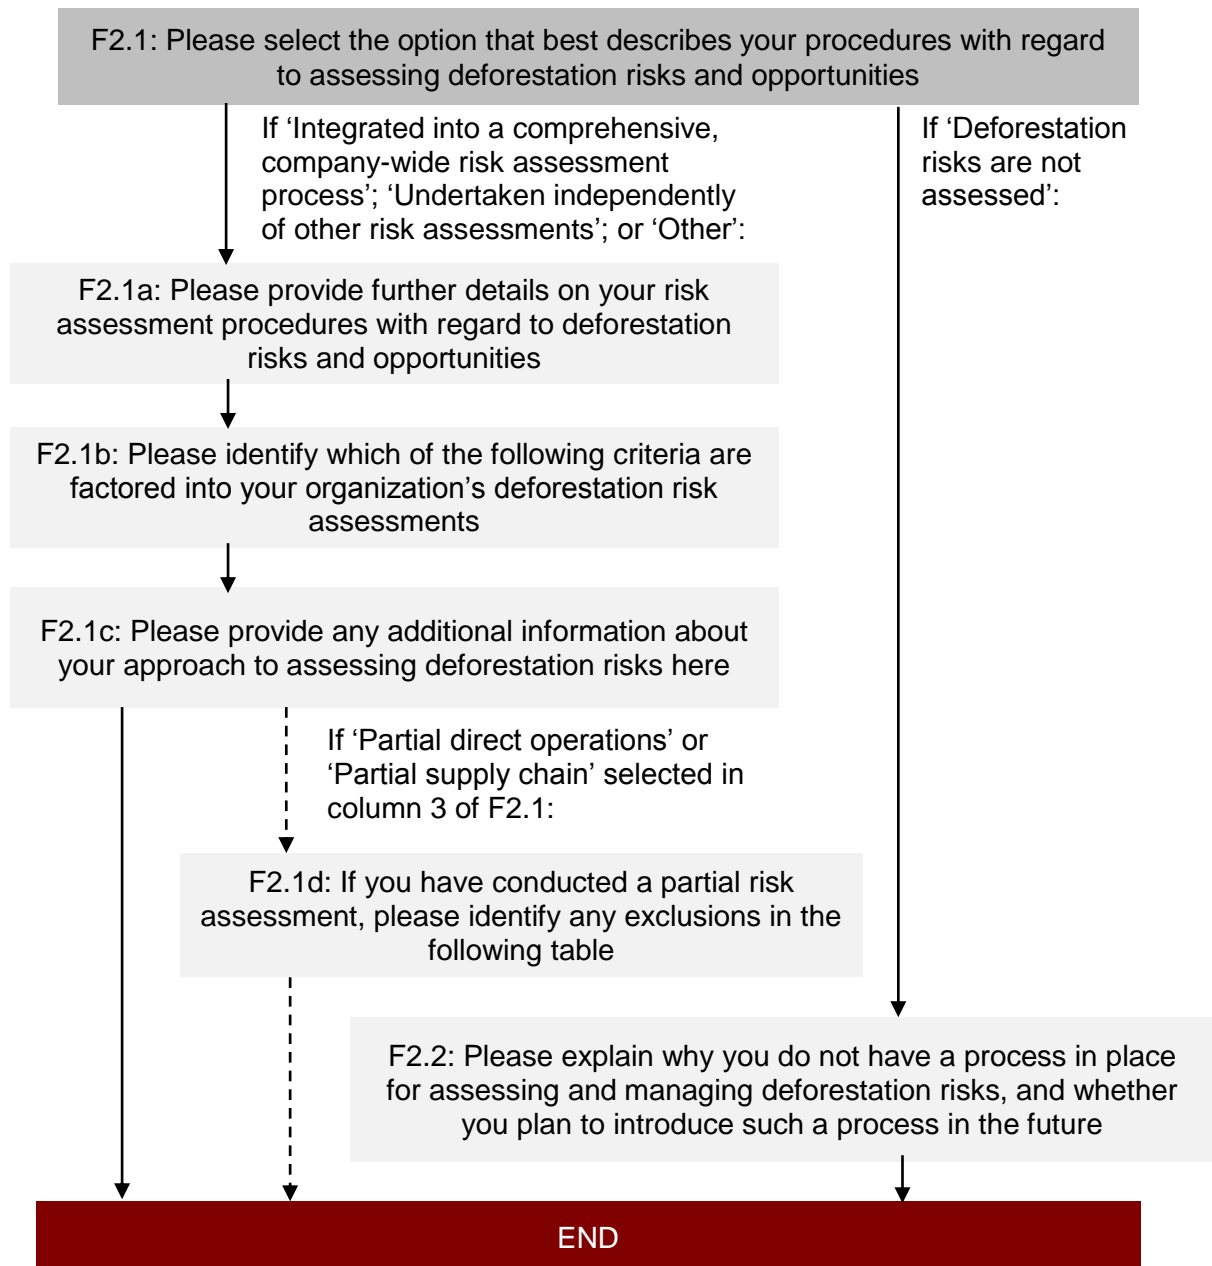 F2.1: Please select the option that best describes your procedures with regard
to assessing deforestation risks and opportunities
If ‘Integrated into a comprehensive,
company-wide risk assessment
process’; ‘Undertaken independently
of other risk assessments’; or ‘Other’:
If ‘Deforestation
risks are not
assessed’:
F2.1a: Please provide further details on your risk
assessment procedures with regard to deforestation
risks and opportunities
F2.1b: Please identify which of the following criteria are
factored into your organization’s deforestation risk
assessments
F2.1c: Please provide any additional information about
your approach to assessing deforestation risks here
If ‘Partial direct operations’ or
‘Partial supply chain’ selected in
column 3 of F2.1:
F2.1d: If you have conducted a partial risk
assessment, please identify any exclusions in the
following table
F2.2: Please explain why you do not have a process in place
for assessing and managing deforestation risks, and whether
you plan to introduce such a process in the future
END